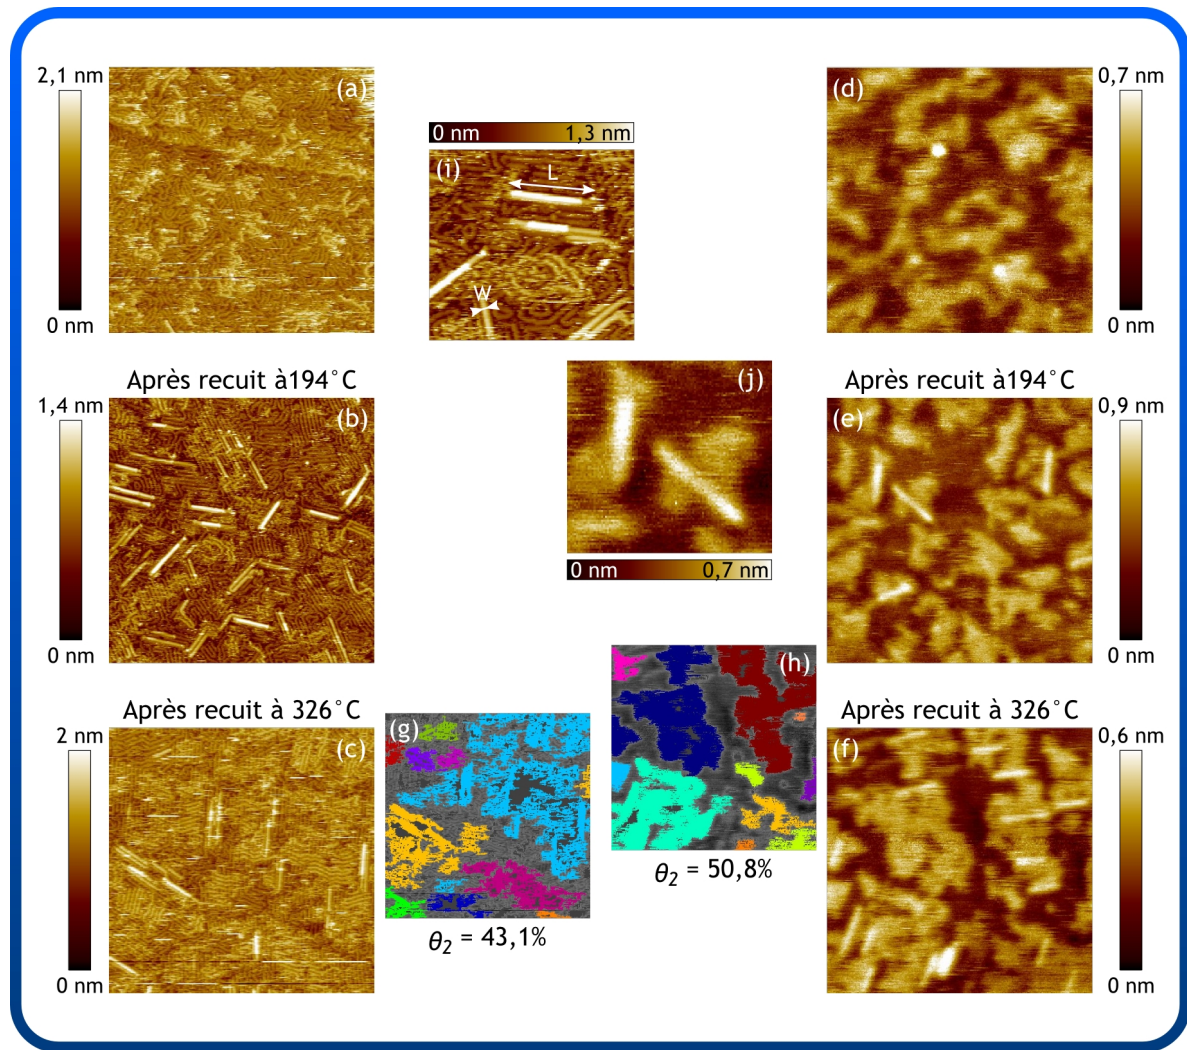 2,1 nm
(a)
0 nm
0 nm 1,3 nm
(i)
L
W
(d)
0,7 nm
0 nm
Après recuit à194°C
1,4 nm
(b)
0 nm
(j)
0 nm 0,7 nm
Après recuit à194°C
(e)
0,9 nm
0 nm
Après recuit à 326°C
2 nm
(c)
0 nm
(g)
θ2 = 43,1%
(h)
θ2 = 50,8%
Après recuit à 326°C
(f)
0,6 nm
0 nm